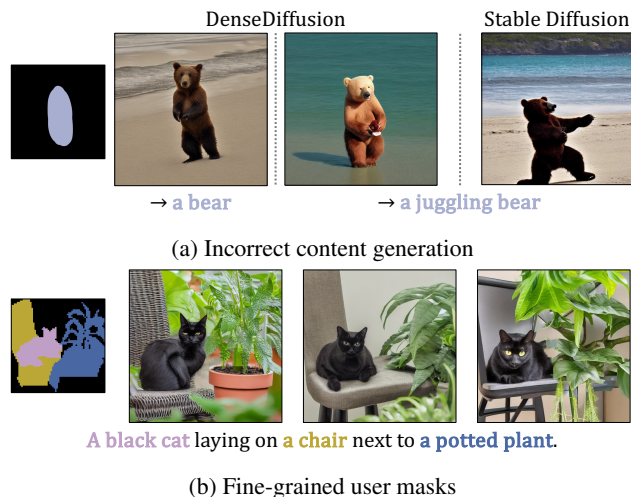 DenseDiffusion Stable Diffusion
→ a bear → a juggling bear
(a) Incorrect content generation
A black cat laying on a chair next to a potted plant.
(b) Fine-grained user masks